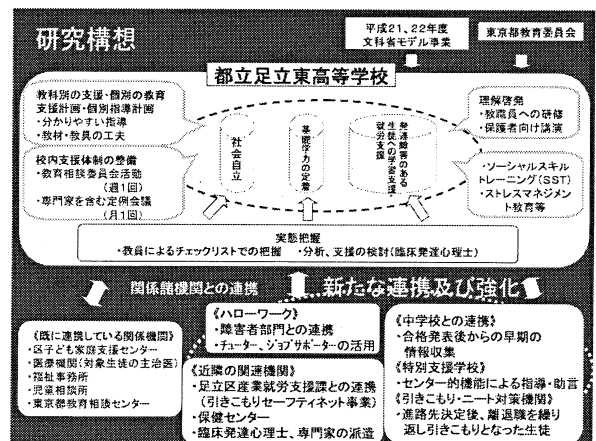 研究構想
平成21、22年度
文科省モデル事業
東京都教育委員会
都立足立東高等学校
教科別の支援・個別の教育
支援計画・個別指導計画
・分かりやすい指導
・教材・教具の工夫
校内支援体制の整備
・教育相談委員会活動
(週1回)
・専門家を含む定例会議
(月1回)
社会自立
基礎学力の定着
発達障害のある
生徒への学習支援・
就労支援
理解啓発
・教職員への研修
・保護者向け講演
・ソーシャルスキル
トレーニング(SST)
・ストレスマネジメン
ト教育等
実態把握
・教員によるチェックリストでの把握 ・分析、支援の検討(臨床発達心理士)
関係諸機関との連携
新たな連携及び強化
《既に連携している関係機関》
・区子ども家庭支援センター
・医療機関(対象生徒の主治医)
・福祉事務所
・児童相談所
・東京都教育相談センター
《ハローワーク》
・障害者部門との連携
・チューター、ジョブサポーターの活用
《近隣の関連機関》
・足立区産業就労支援課との連携
(引きこもりセーフティネット事業)
・保健センター
・臨床発達心理士、専門家の派遣
《中学校との連携》
・合格発表後からの早期の
情報収集
《特別支援学校》
・センター的機能による指導・助言
《引きこもり・ニート対策機関》
・進路先決定後、離退職を繰り
返し引きこもりとなった生徒